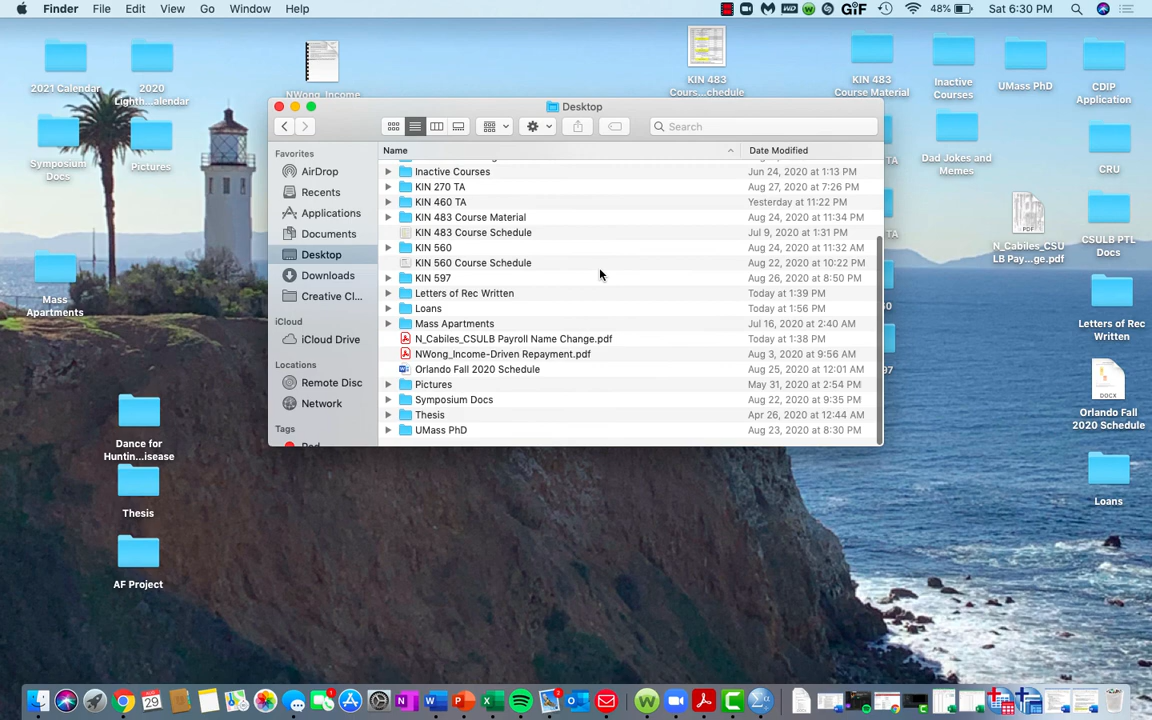 Finder File Edit View Go Window Help
GIF 48% Sat 6:30 PM
2021 Calendar
2020
Lighth...alendar
NWong_Income
KIN 483
Cours...chedule
KIN 483
Course Material
Inactive
Courses
UMass PhD
CDIP
Application
Symposium
Docs
Pictures
TA
Dad Jokes and
Memes
CRU
PDF
N_Cabiles_CSU
LB Pay...ge.pdf
TA
CSULB PTL
Docs
Mass
Apartments
Letters of Rec
Written
DOCX
Orlando Fall
2020 Schedule
Loans
Dance for
Huntin...isease
Thesis
AF Project
Desktop
Search
Favorites
AirDrop
Recents
Applications
Documents
Desktop
Downloads
Creative Cl...
iCloud
iCloud Drive
Locations
Remote Disc
Network
Tags
Name Date Modified
Inactive Courses Jun 24, 2020 at 1:13 PM
KIN 270 TA Aug 27, 2020 at 7:26 PM
KIN 460 TA Yesterday at 11:22 PM
KIN 483 Course Material Aug 24, 2020 at 11:34 PM
KIN 483 Course Schedule Jul 9, 2020 at 1:31 PM
KIN 560 Aug 24, 2020 at 11:32 AM
KIN 560 Course Schedule Aug 22, 2020 at 10:22 PM
KIN 597 Aug 26, 2020 at 8:50 PM
Letters of Rec Written Today at 1:39 PM
Loans Today at 1:56 PM
Mass Apartments Jul 16, 2020 at 2:40 AM
N_Cabiles_CSULB Payroll Name Change.pdf Today at 1:38 PM
NWong_Income-Driven Repayment.pdf Aug 3, 2020 at 9:56 AM
Orlando Fall 2020 Schedule Aug 25, 2020 at 12:01 AM
Pictures May 31, 2020 at 2:54 PM
Symposium Docs Aug 22, 2020 at 9:35 PM
Thesis Apr 26, 2020 at 12:44 AM
UMass PhD Aug 23, 2020 at 8:30 PM